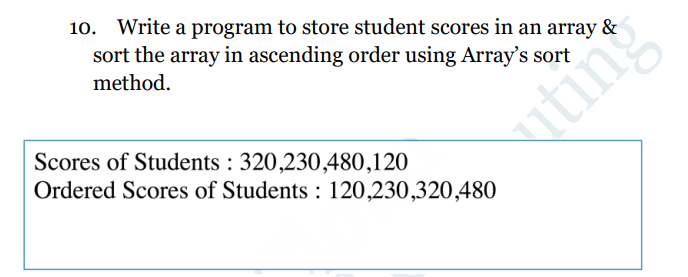 10. Write a program to store student scores in an array &
sort the array in ascending order using Array’s sort
method.
uting
Scores of Students : 320,230,480,120
Ordered Scores of Students : 120,230,320,480